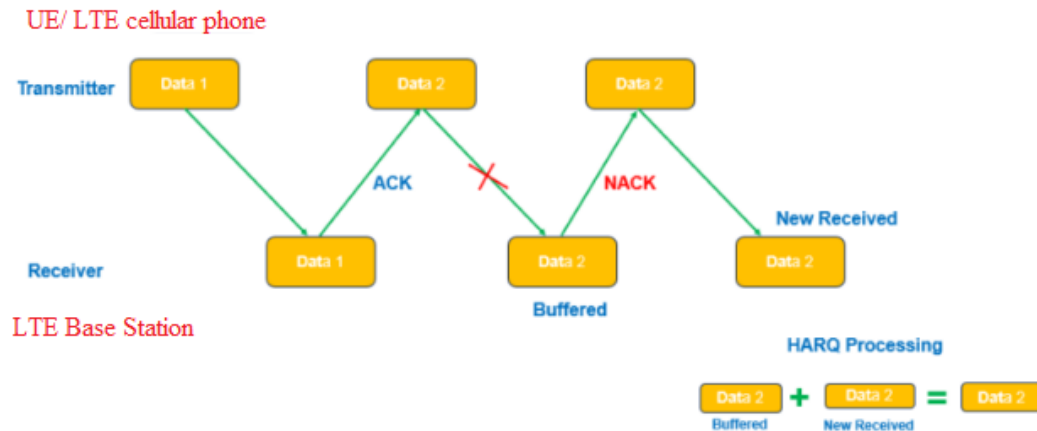 UE/ LTE cellular phone
Transmitter
Data 1
Data 2
Data 2
ACK
NACK
New Received
Receiver
Data 1
Data 2
Data 2
Buffered
LTE Base Station
HARQ Processing
Data 2 + Data 2 = Data 2
Buffered
New Received